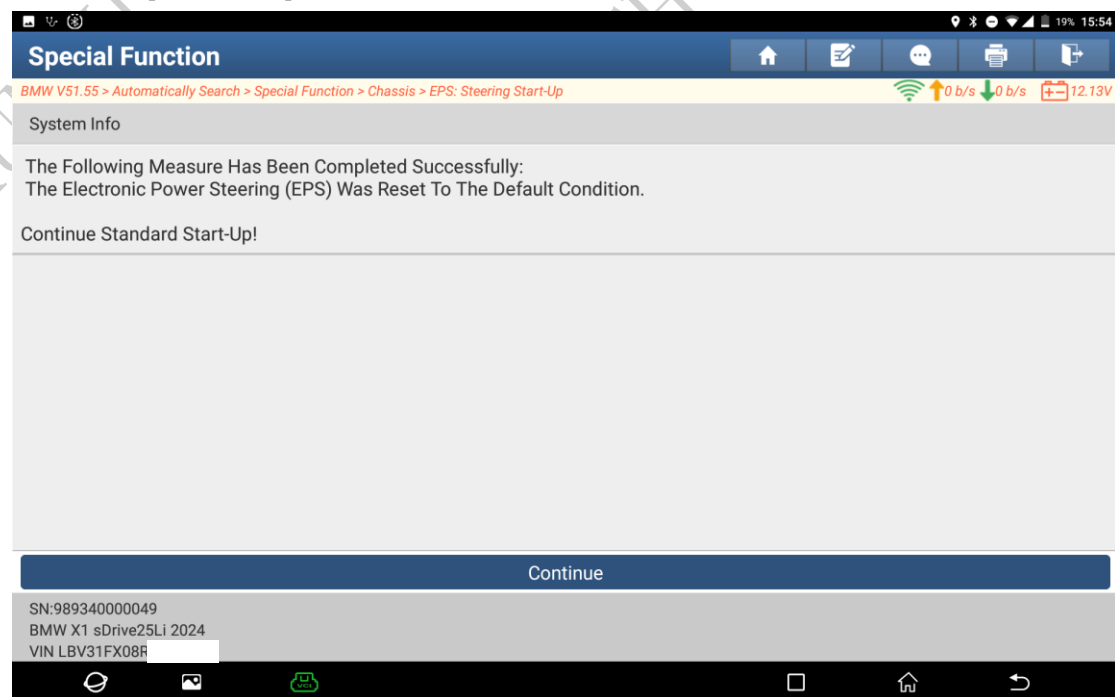 19% 15:54
Special Function
BMW V51.55 > Automatically Search > Special Function > Chassis > EPS: Steering Start-Up
0 b/s 0 b/s 12.13V
System Info
The Following Measure Has Been Completed Successfully:
The Electronic Power Steering (EPS) Was Reset To The Default Condition.
Continue Standard Start-Up!
Continue
SN:989340000049
BMW X1 sDrive25Li 2024
VIN LBV31FX08R
VCI